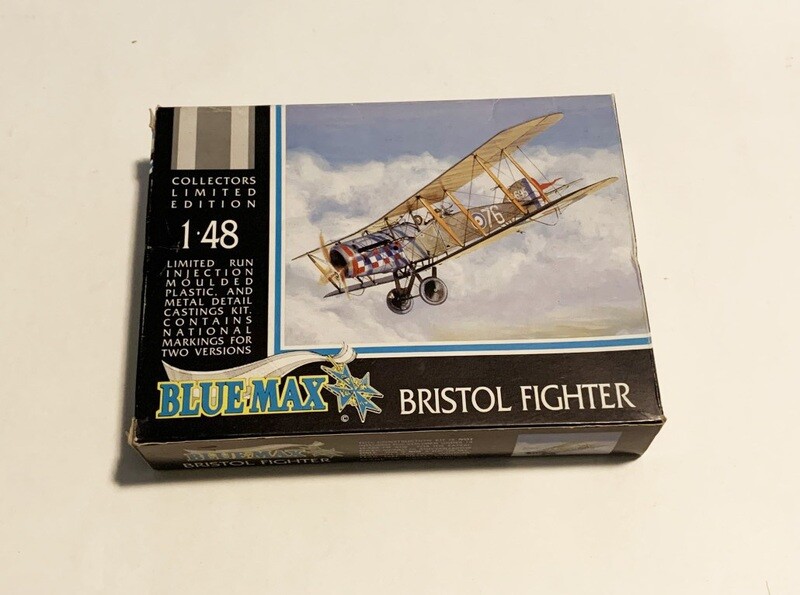 COLLECTORS
LIMITED
EDITION
1·48
LIMITED RUN
INJECTION
MOULDED
PLASTIC, AND
METAL DETAIL
CASTINGS KIT.
CONTAINS
NATIONAL
MARKINGS FOR
TWO VERSIONS
76
BLUE MAX
©
BRISTOL FIGHTER
BLUE MAX
BRISTOL FIGHTER